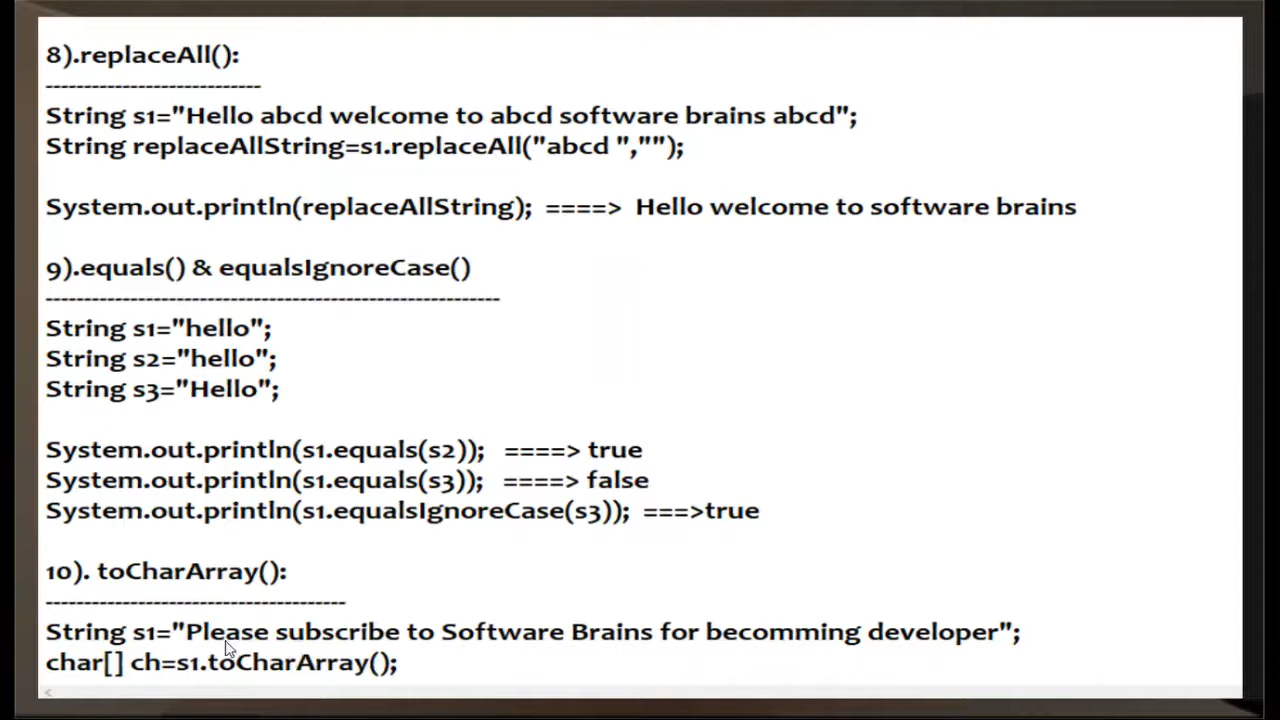 8).replaceAll():
----------------------------
String s1="Hello abcd welcome to abcd software brains abcd";
String replaceAllString=s1.replaceAll("abcd ","");
System.out.println(replaceAllString);  ====>  Hello welcome to software brains
9).equals() & equalsIgnoreCase()
-----------------------------------------------------------
String s1="hello";
String s2="hello";
String s3="Hello";
System.out.println(s1.equals(s2));   ====> true
System.out.println(s1.equals(s3));   ====> false
System.out.println(s1.equalsIgnoreCase(s3));  ===>true
10). toCharArray():
---------------------------------------
String s1="Please subscribe to Software Brains for becomming developer";
char[] ch=s1.toCharArray();